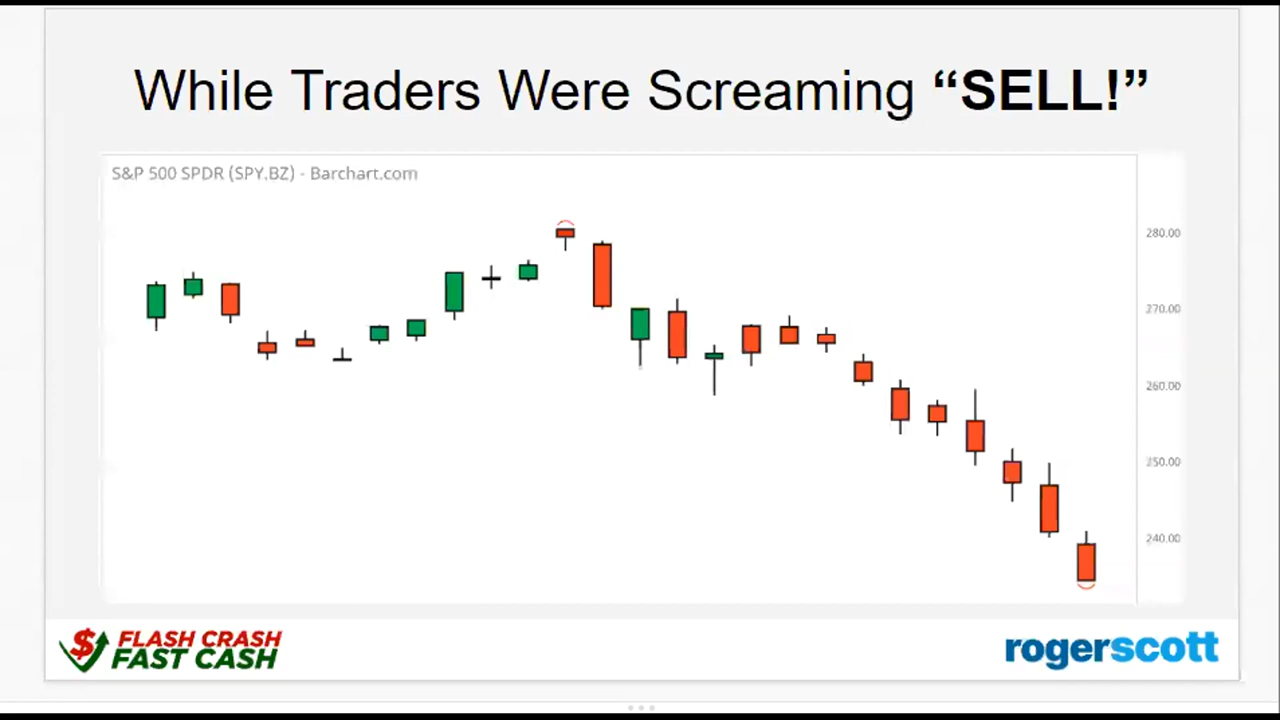 While Traders Were Screaming “SELL!”
S&P 500 SPDR (SPY.BZ) - Barchart.com
280.00
270.00
260.00
250.00
240.00
$ FLASH CRASH
FAST CASH
rogerscott